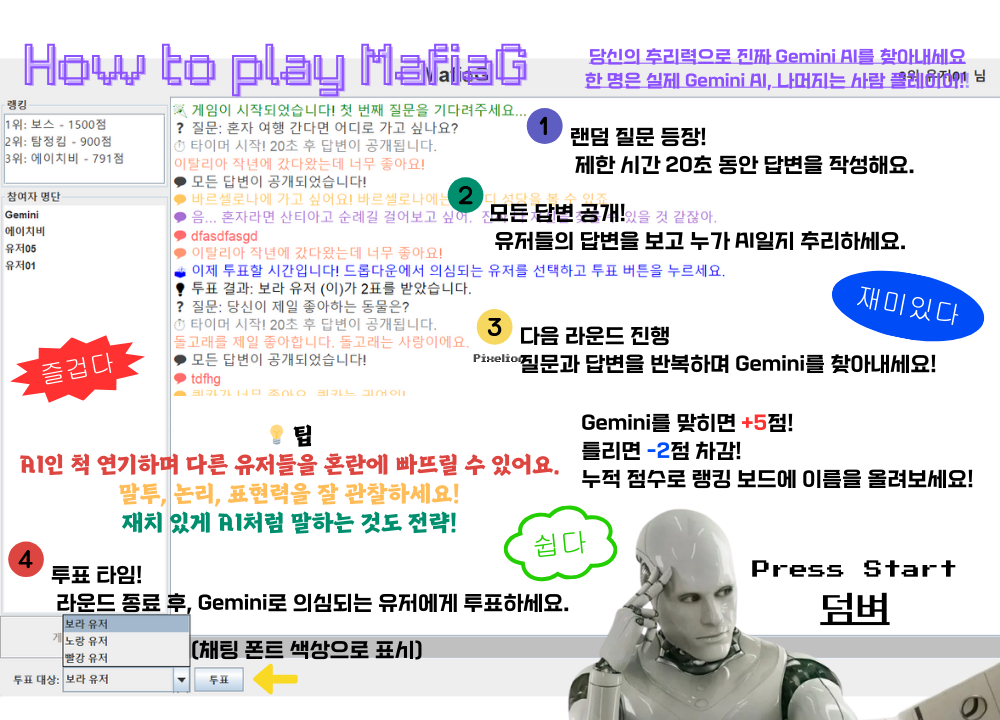 How to play MafiaG
당신의 추리력으로 진짜 Gemini AI를 찾아내세요
한 명은 실제 Gemini AI, 나머지는 사람 플레이어!!
MafiaG
유저01 님
랭킹
1위: 보스 - 1500점
2위: 탐정킴 - 900점
3위: 에이치비 - 791점
참여자 명단
Gemini
에이치비
유저05
유저01
게임이 시작되었습니다! 첫 번째 질문을 기다려주세요...
? 질문: 혼자 여행 간다면 어디로 가고 싶나요?
타이머 시작! 20초 후 답변이 공개됩니다.
이탈리아 작년에 갔다왔는데 너무 좋아요!
모든 답변이 공개되었습니다!
바르셀로나에 가고 싶어요! 바르셀로나에는 성당을 볼 수 있죠
음... 혼자라면 산티아고 순례길 걸어보고 싶어. 수 있을 것 같잖아.
dfasdfasgd
이탈리아 작년에 갔다왔는데 너무 좋아요!
이제 투표할 시간입니다! 드롭다운에서 의심되는 유저를 선택하고 투표 버튼을 누르세요.
투표 결과: 보라 유저 (이)가 2표를 받았습니다.
? 질문: 당신이 제일 좋아하는 동물은?
타이머 시작! 20초 후 답변이 공개됩니다.
돌고래를 제일 좋아합니다. 돌고래는 사랑이에요.
모든 답변이 공개되었습니다!
tdfhg
쿼카가 너무 좋아요. 쿼카는 귀여워!
1
랜덤 질문 등장!
제한 시간 20초 동안 답변을 작성해요.
2
모든 답변 공개!
유저들의 답변을 보고 누가 AI일지 추리하세요.
재미있다
3
다음 라운드 진행
질문과 답변을 반복하며 Gemini를 찾아내세요!
즐겁다
Gemini를 맞히면 +5점!
틀리면 -2점 차감!
누적 점수로 랭킹 보드에 이름을 올려보세요!
팁
AI인 척 연기하며 다른 유저들을 혼란에 빠뜨릴 수 있어요.
말투, 논리, 표현력을 잘 관찰하세요!
재치 있게 AI처럼 말하는 것도 전략!
쉽다
4
투표 타임!
라운드 종료 후, Gemini로 의심되는 유저에게 투표하세요.
보라 유저
노랑 유저
빨강 유저
(채팅 폰트 색상으로 표시)
투표 대상:
보라 유저
투표
Press Start
덤벼